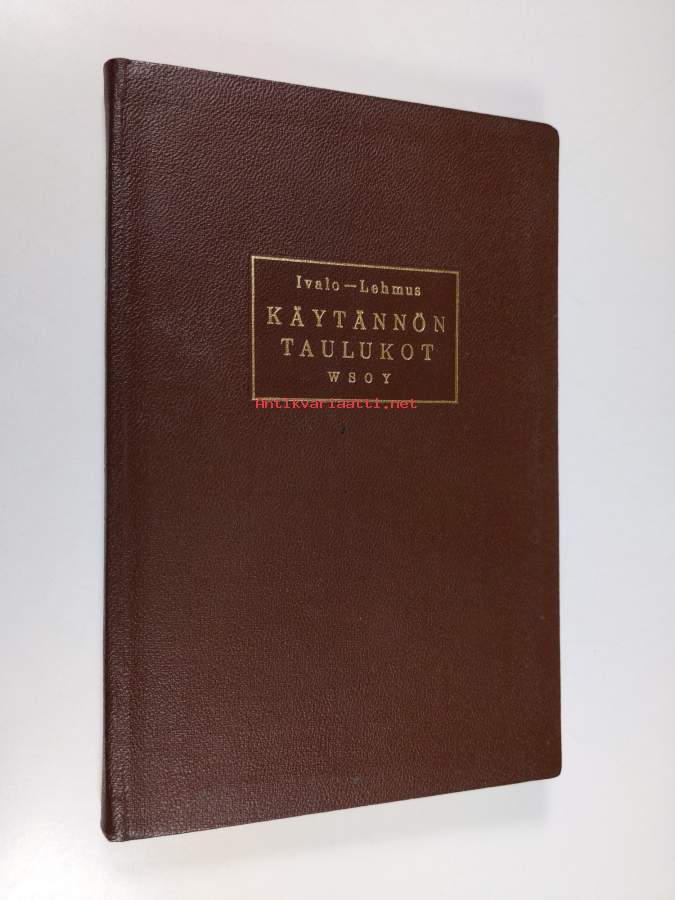 Ivalo—Lehmus
KÄYTÄNNÖN
TAULUKOT
WSOY
Antikvariaatti.net